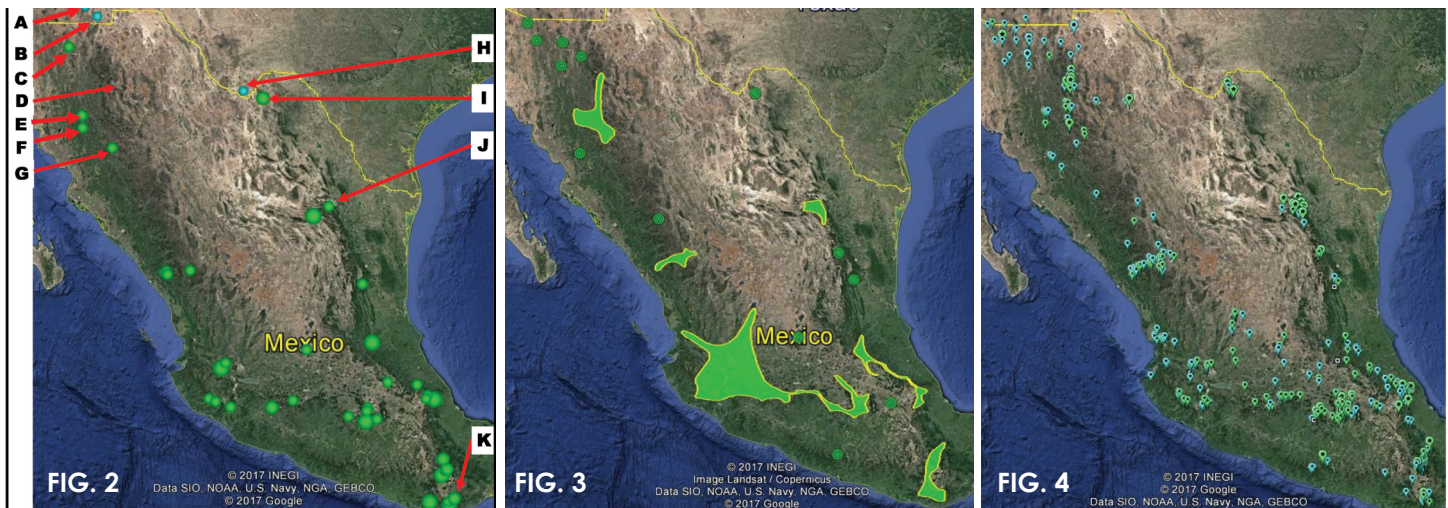 A
B
C
D
E
F
G
H
I
J
K
Mexico
FIG. 2
© 2017 INEGI
Data SIO, NOAA, U.S. Navy, NGA, GEBCO
© 2017 Google
Mexico
FIG. 3
© 2017 INEGI
Image Landsat / Copernicus
Data SIO, NOAA, U.S. Navy, NGA, GEBCO
© 2017 Google
FIG. 4
© 2017 INEGI
© 2017 Google
Data SIO, NOAA, U.S. Navy, NGA, GEBCO